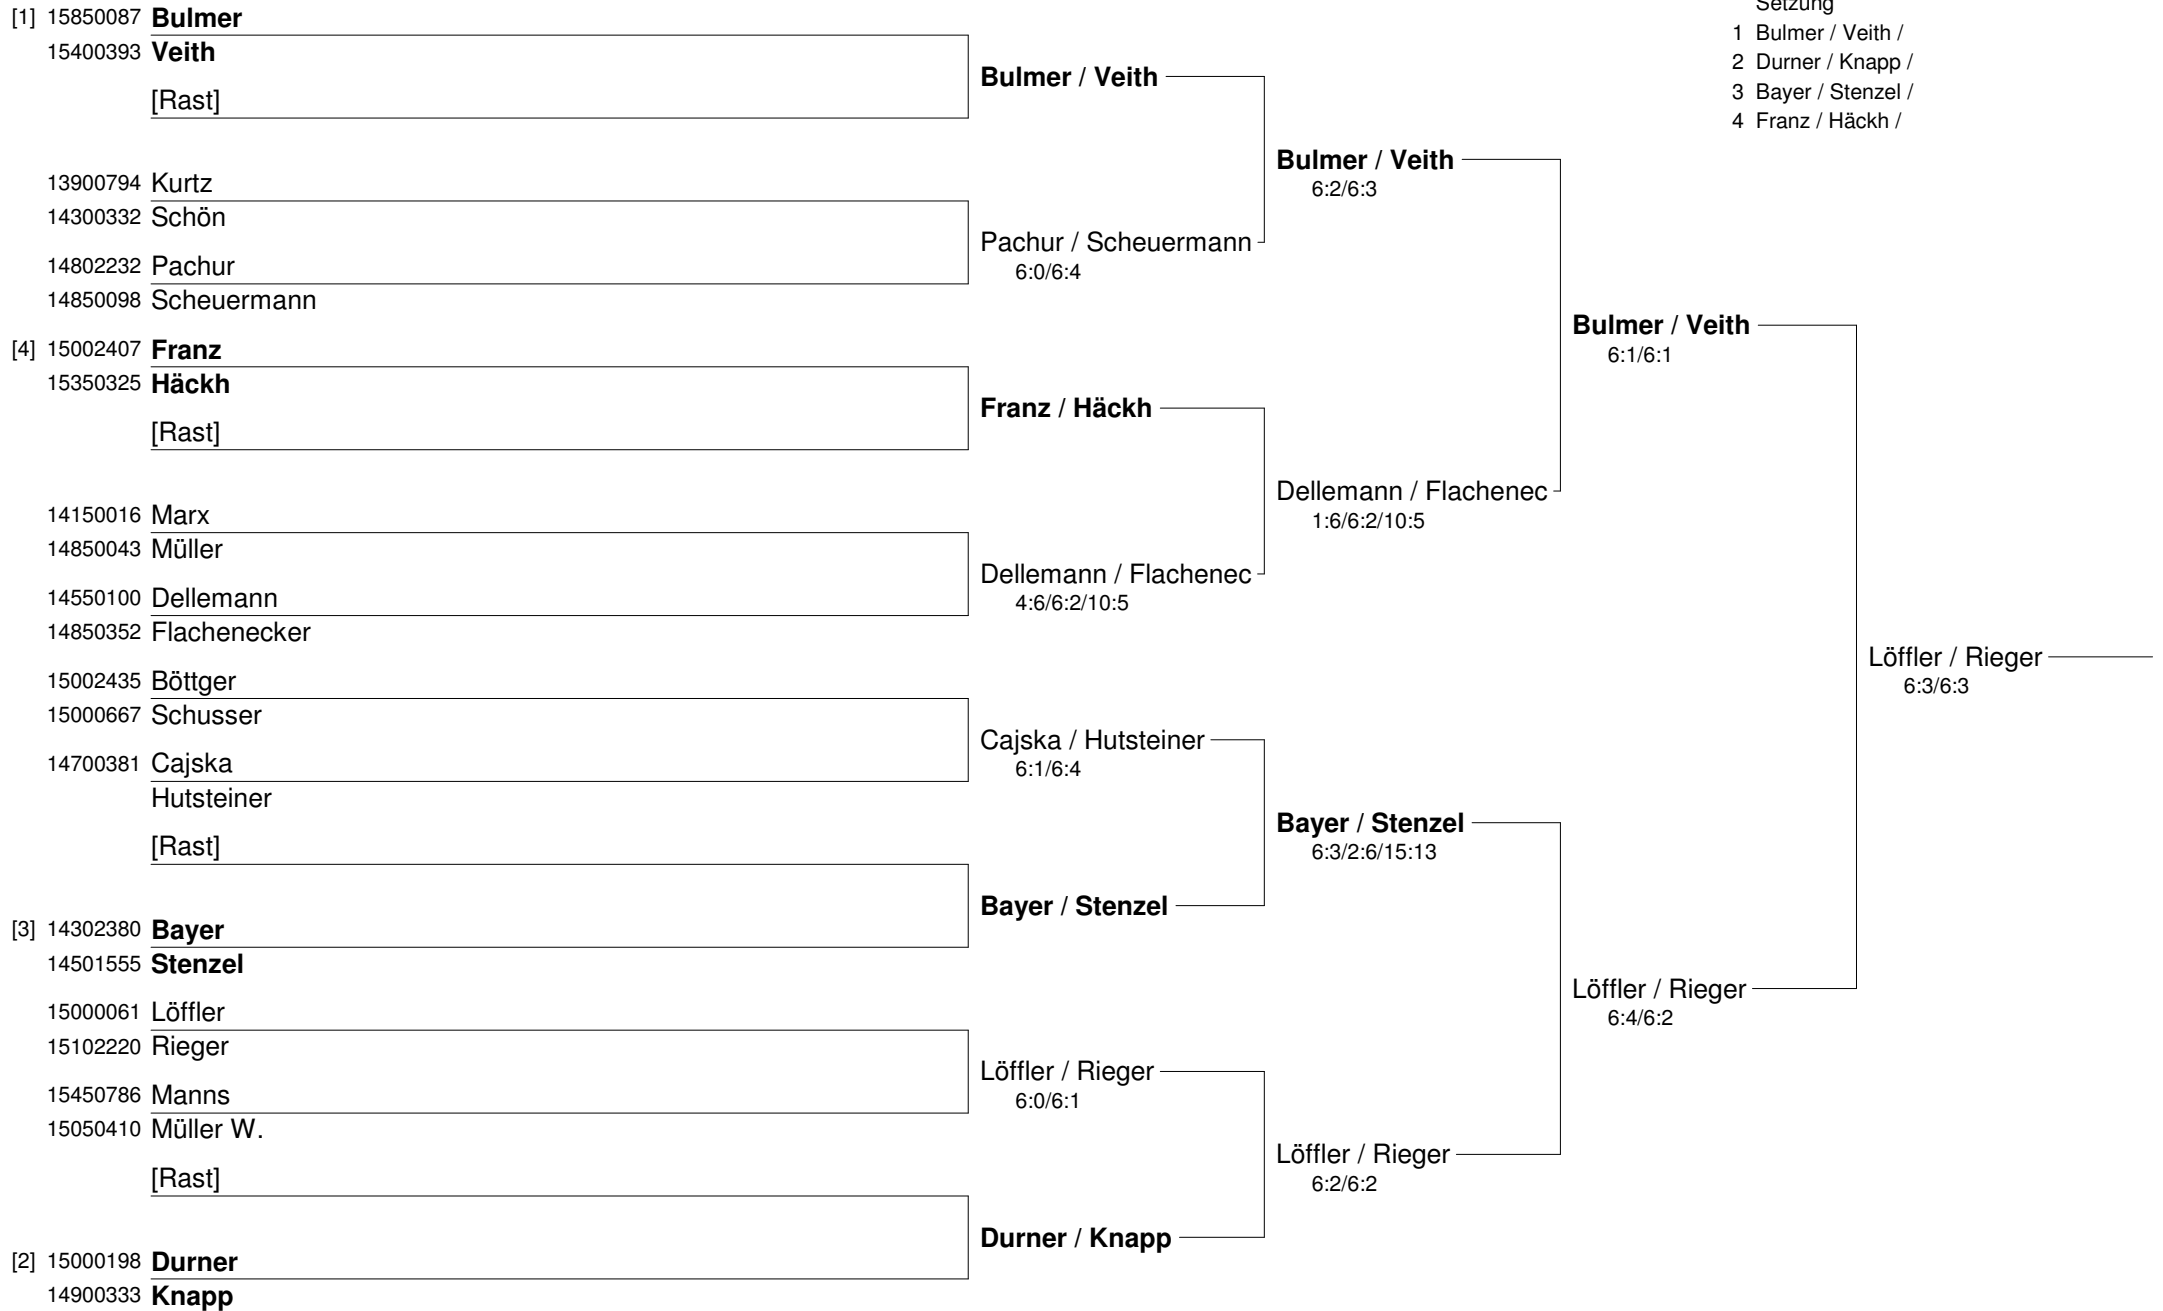 [1] 15850087 Bulmer
15400393 Veith
[Rast]
13900794 Kurtz
14300332 Schön
14802232 Pachur
14850098 Scheuermann
[4] 15002407 Franz
15350325 Häckh
[Rast]
14150016 Marx
14850043 Müller
14550100 Dellemann
14850352 Flachenecker
15002435 Böttger
15000667 Schusser
14700381 Cajska
Hutsteiner
[Rast]
[3] 14302380 Bayer
14501555 Stenzel
15000061 Löffler
15102220 Rieger
15450786 Manns
15050410 Müller W.
[Rast]
[2] 15000198 Durner
14900333 Knapp
Bulmer / Veith
Pachur / Scheuermann
6:0/6:4
Franz / Häckh
Dellemann / Flachenec
4:6/6:2/10:5
Cajska / Hutsteiner
6:1/6:4
Bayer / Stenzel
Löffler / Rieger
6:0/6:1
Durner / Knapp
Bulmer / Veith
6:2/6:3
Dellemann / Flachenec
1:6/6:2/10:5
Bayer / Stenzel
6:3/2:6/15:13
Löffler / Rieger
6:2/6:2
Bulmer / Veith
6:1/6:1
Löffler / Rieger
6:4/6:2
Löffler / Rieger
6:3/6:3
Setzung
1 Bulmer / Veith /
2 Durner / Knapp /
3 Bayer / Stenzel /
4 Franz / Häckh /